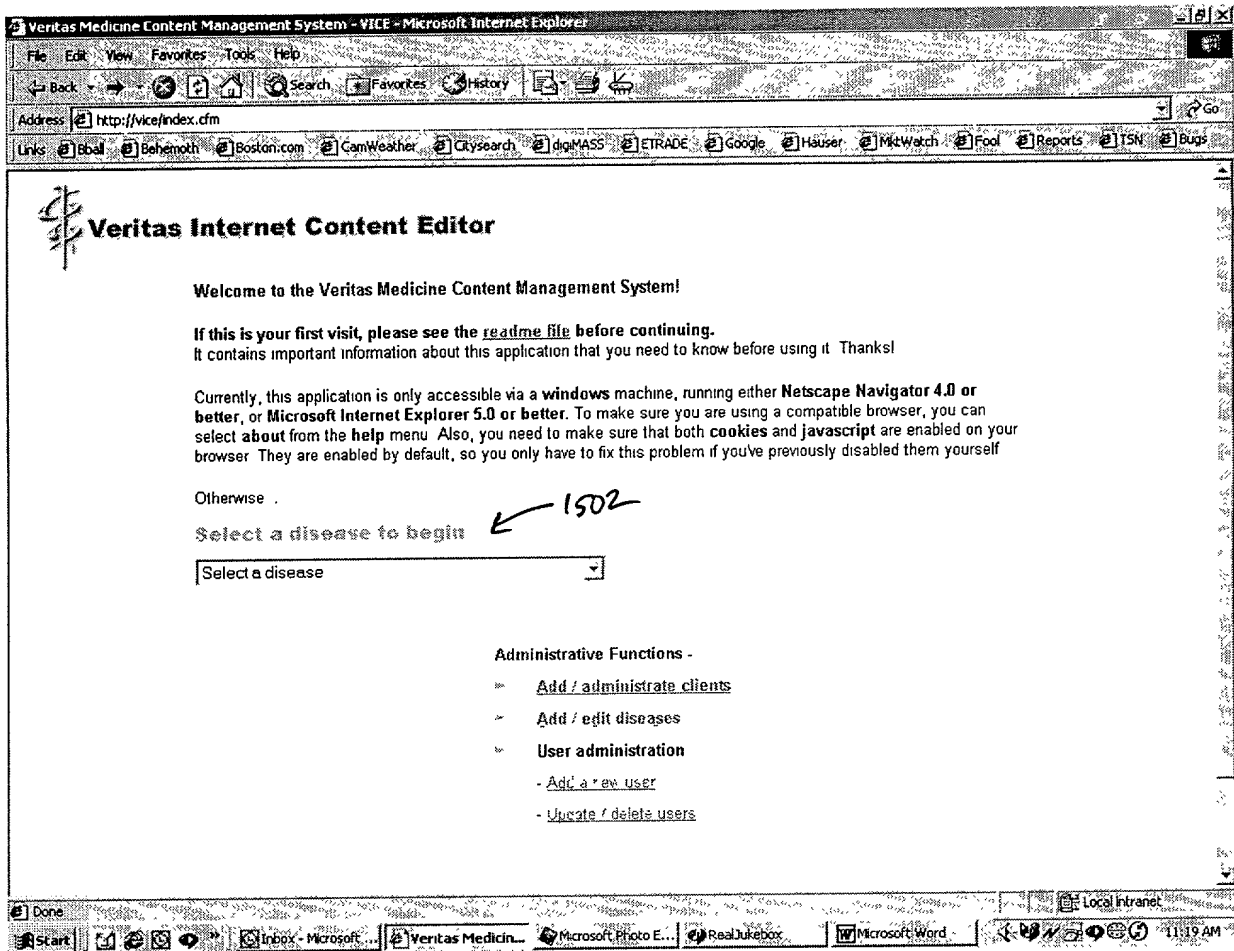 Veritas Medicine Content Management System - VICE - Microsoft Internet Explorer
File Edit View Favorites Tools Help
Back Search Favorites History
Address http://vice/index.cfm Go
Links Bball Behemoth Boston.com CamWeather Citysearch digiMASS ETRADE Google Hauser MktWatch Fool Reports TSN Bugs
Veritas Internet Content Editor
Welcome to the Veritas Medicine Content Management System!
If this is your first visit, please see the readme file before continuing.
It contains important information about this application that you need to know before using it Thanks!
Currently, this application is only accessible via a windows machine, running either Netscape Navigator 4.0 or
better, or Microsoft Internet Explorer 5.0 or better. To make sure you are using a compatible browser, you can
select about from the help menu Also, you need to make sure that both cookies and javascript are enabled on your
browser They are enabled by default, so you only have to fix this problem if you've previously disabled them yourself
Otherwise .
1502
Select a disease to begin
Select a disease
Administrative Functions -
Add / administrate clients
Add / edit diseases
User administration
- Add a new user
- Update / delete users
Done Local intranet
Start Inbox - Microsoft ... Veritas Medicin... Microsoft Photo E... RealJukebox Microsoft Word 11:19 AM